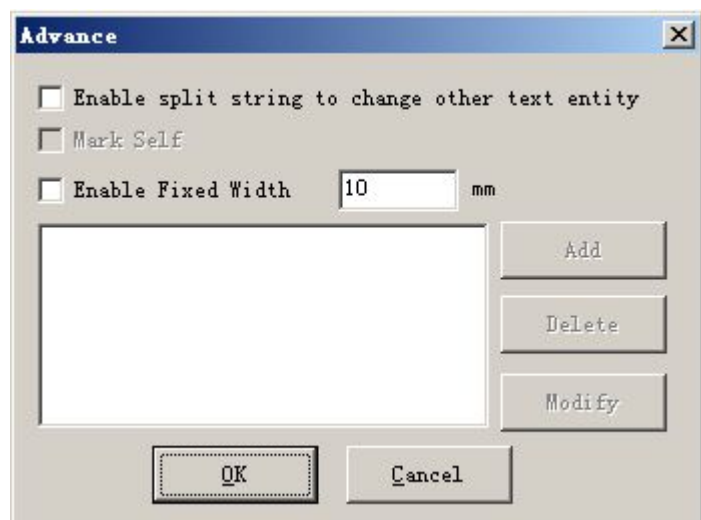 Advance
Enable split string to change other text entity
Mark Self
Enable Fixed Width 10 mm
Add
Delete
Modify
OK Cancel